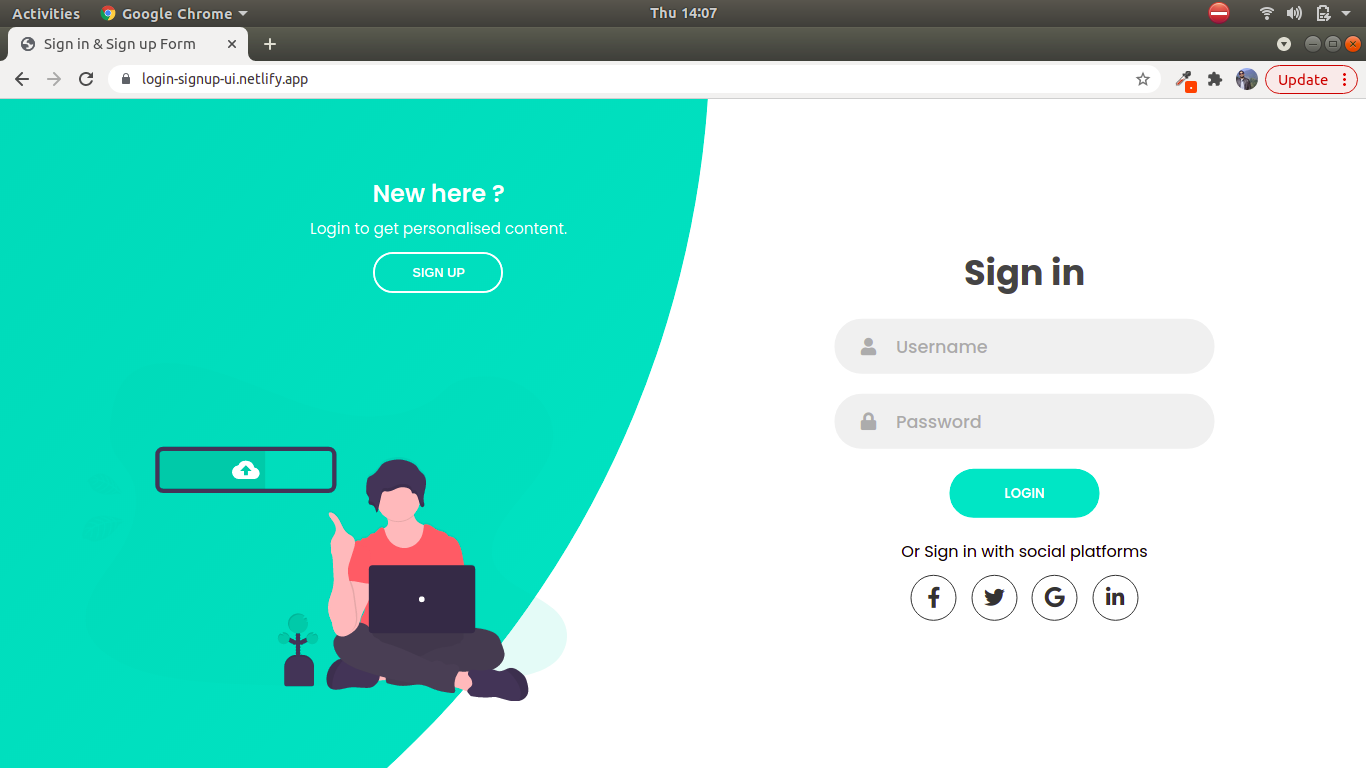 Activities
Google Chrome
Thu 14:07
Sign in & Sign up Form
login-signup-ui.netlify.app
Update
New here ?
Login to get personalised content.
SIGN UP
Sign in
Username
Password
LOGIN
Or Sign in with social platforms